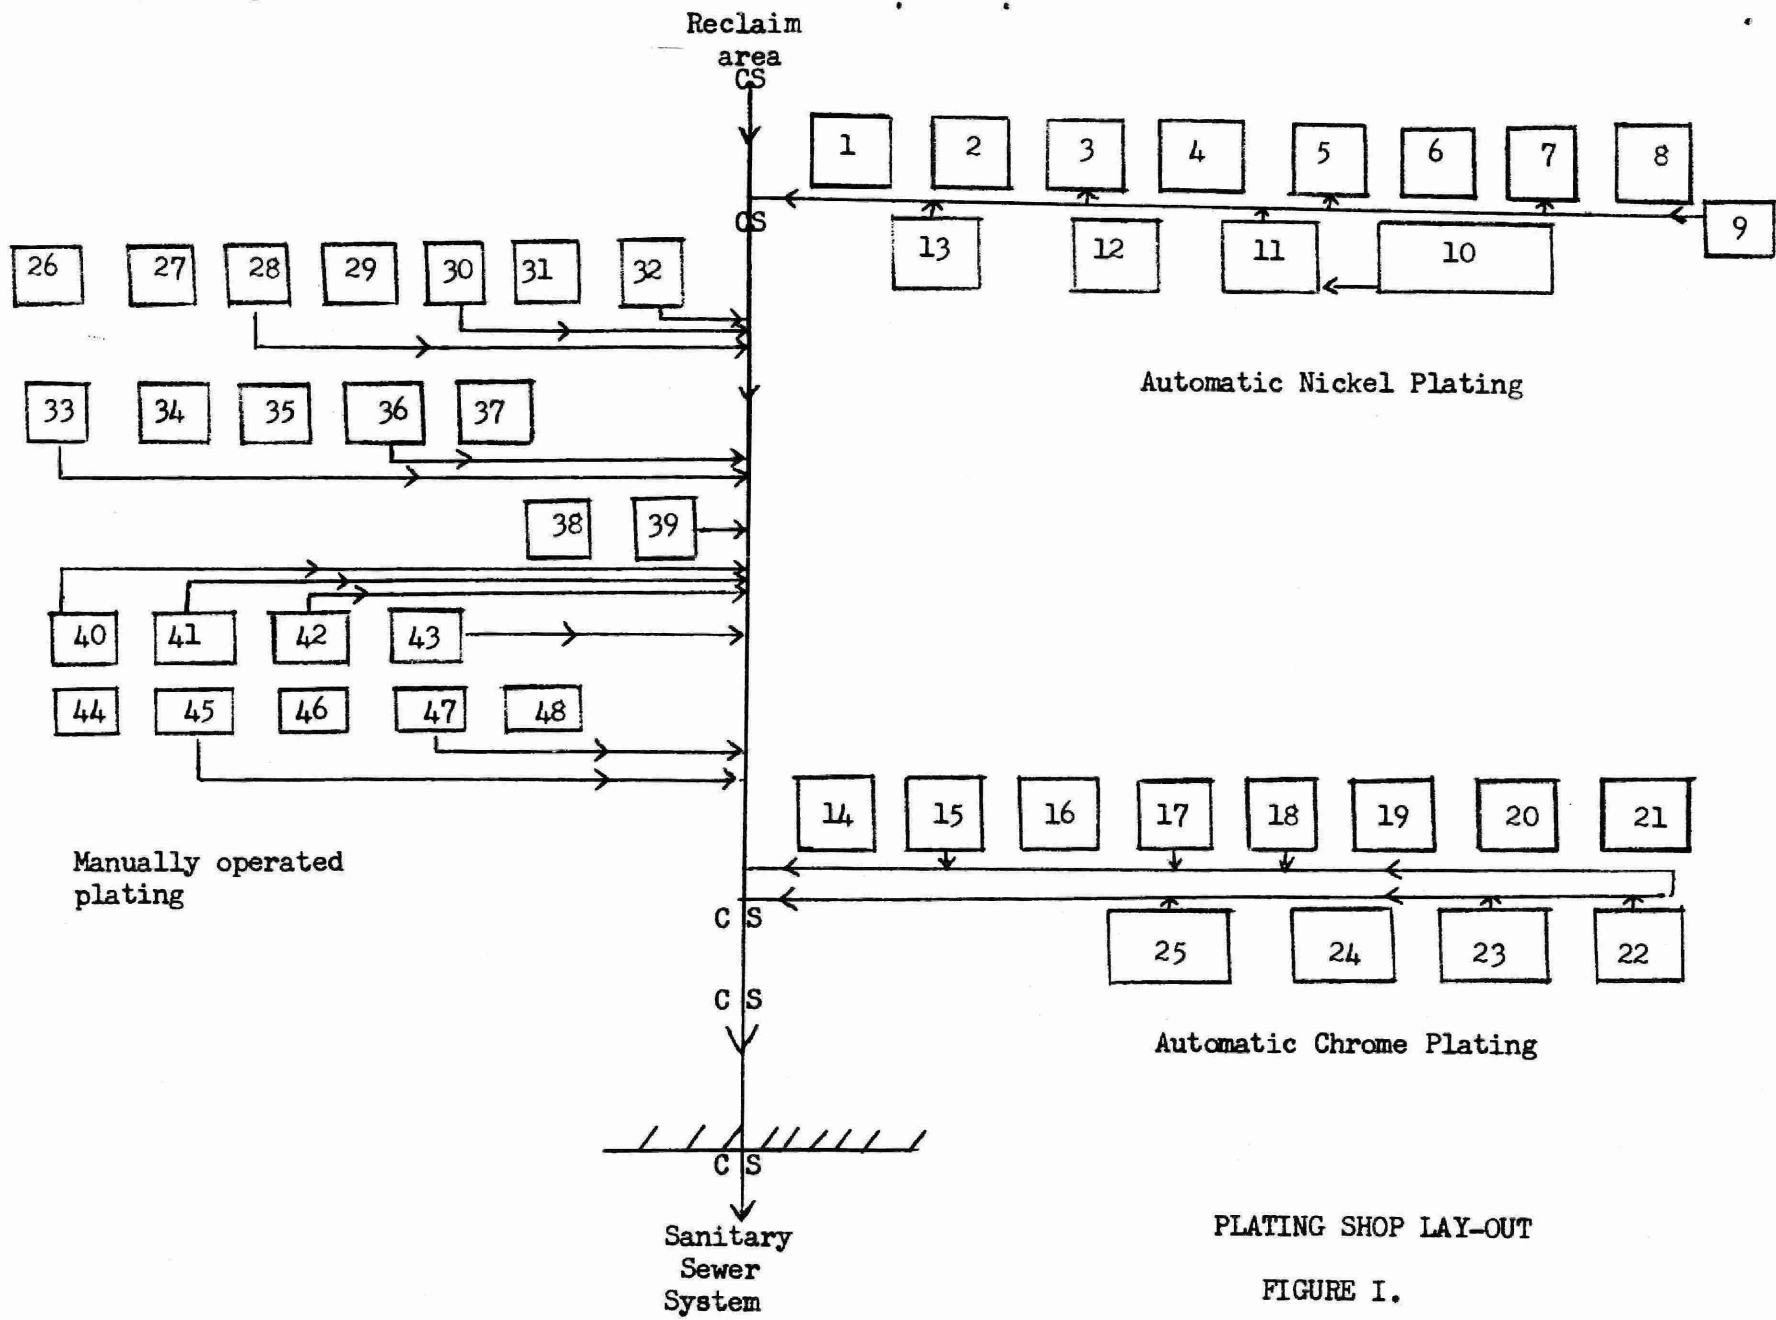 Reclaim
area
CS
1 2 3 4 5 6 7 8
9
CS
13 12 11 10
26 27 28 29 30 31 32
Automatic Nickel Plating
33 34 35 36 37
38 39
40 41 42 43
44 45 46 47 48
14 15 16 17 18 19 20 21
Manually operated
plating
C S
25 24 23 22
C S
Automatic Chrome Plating
C S
Sanitary
Sewer
System
PLATING SHOP LAY-OUT
FIGURE I.